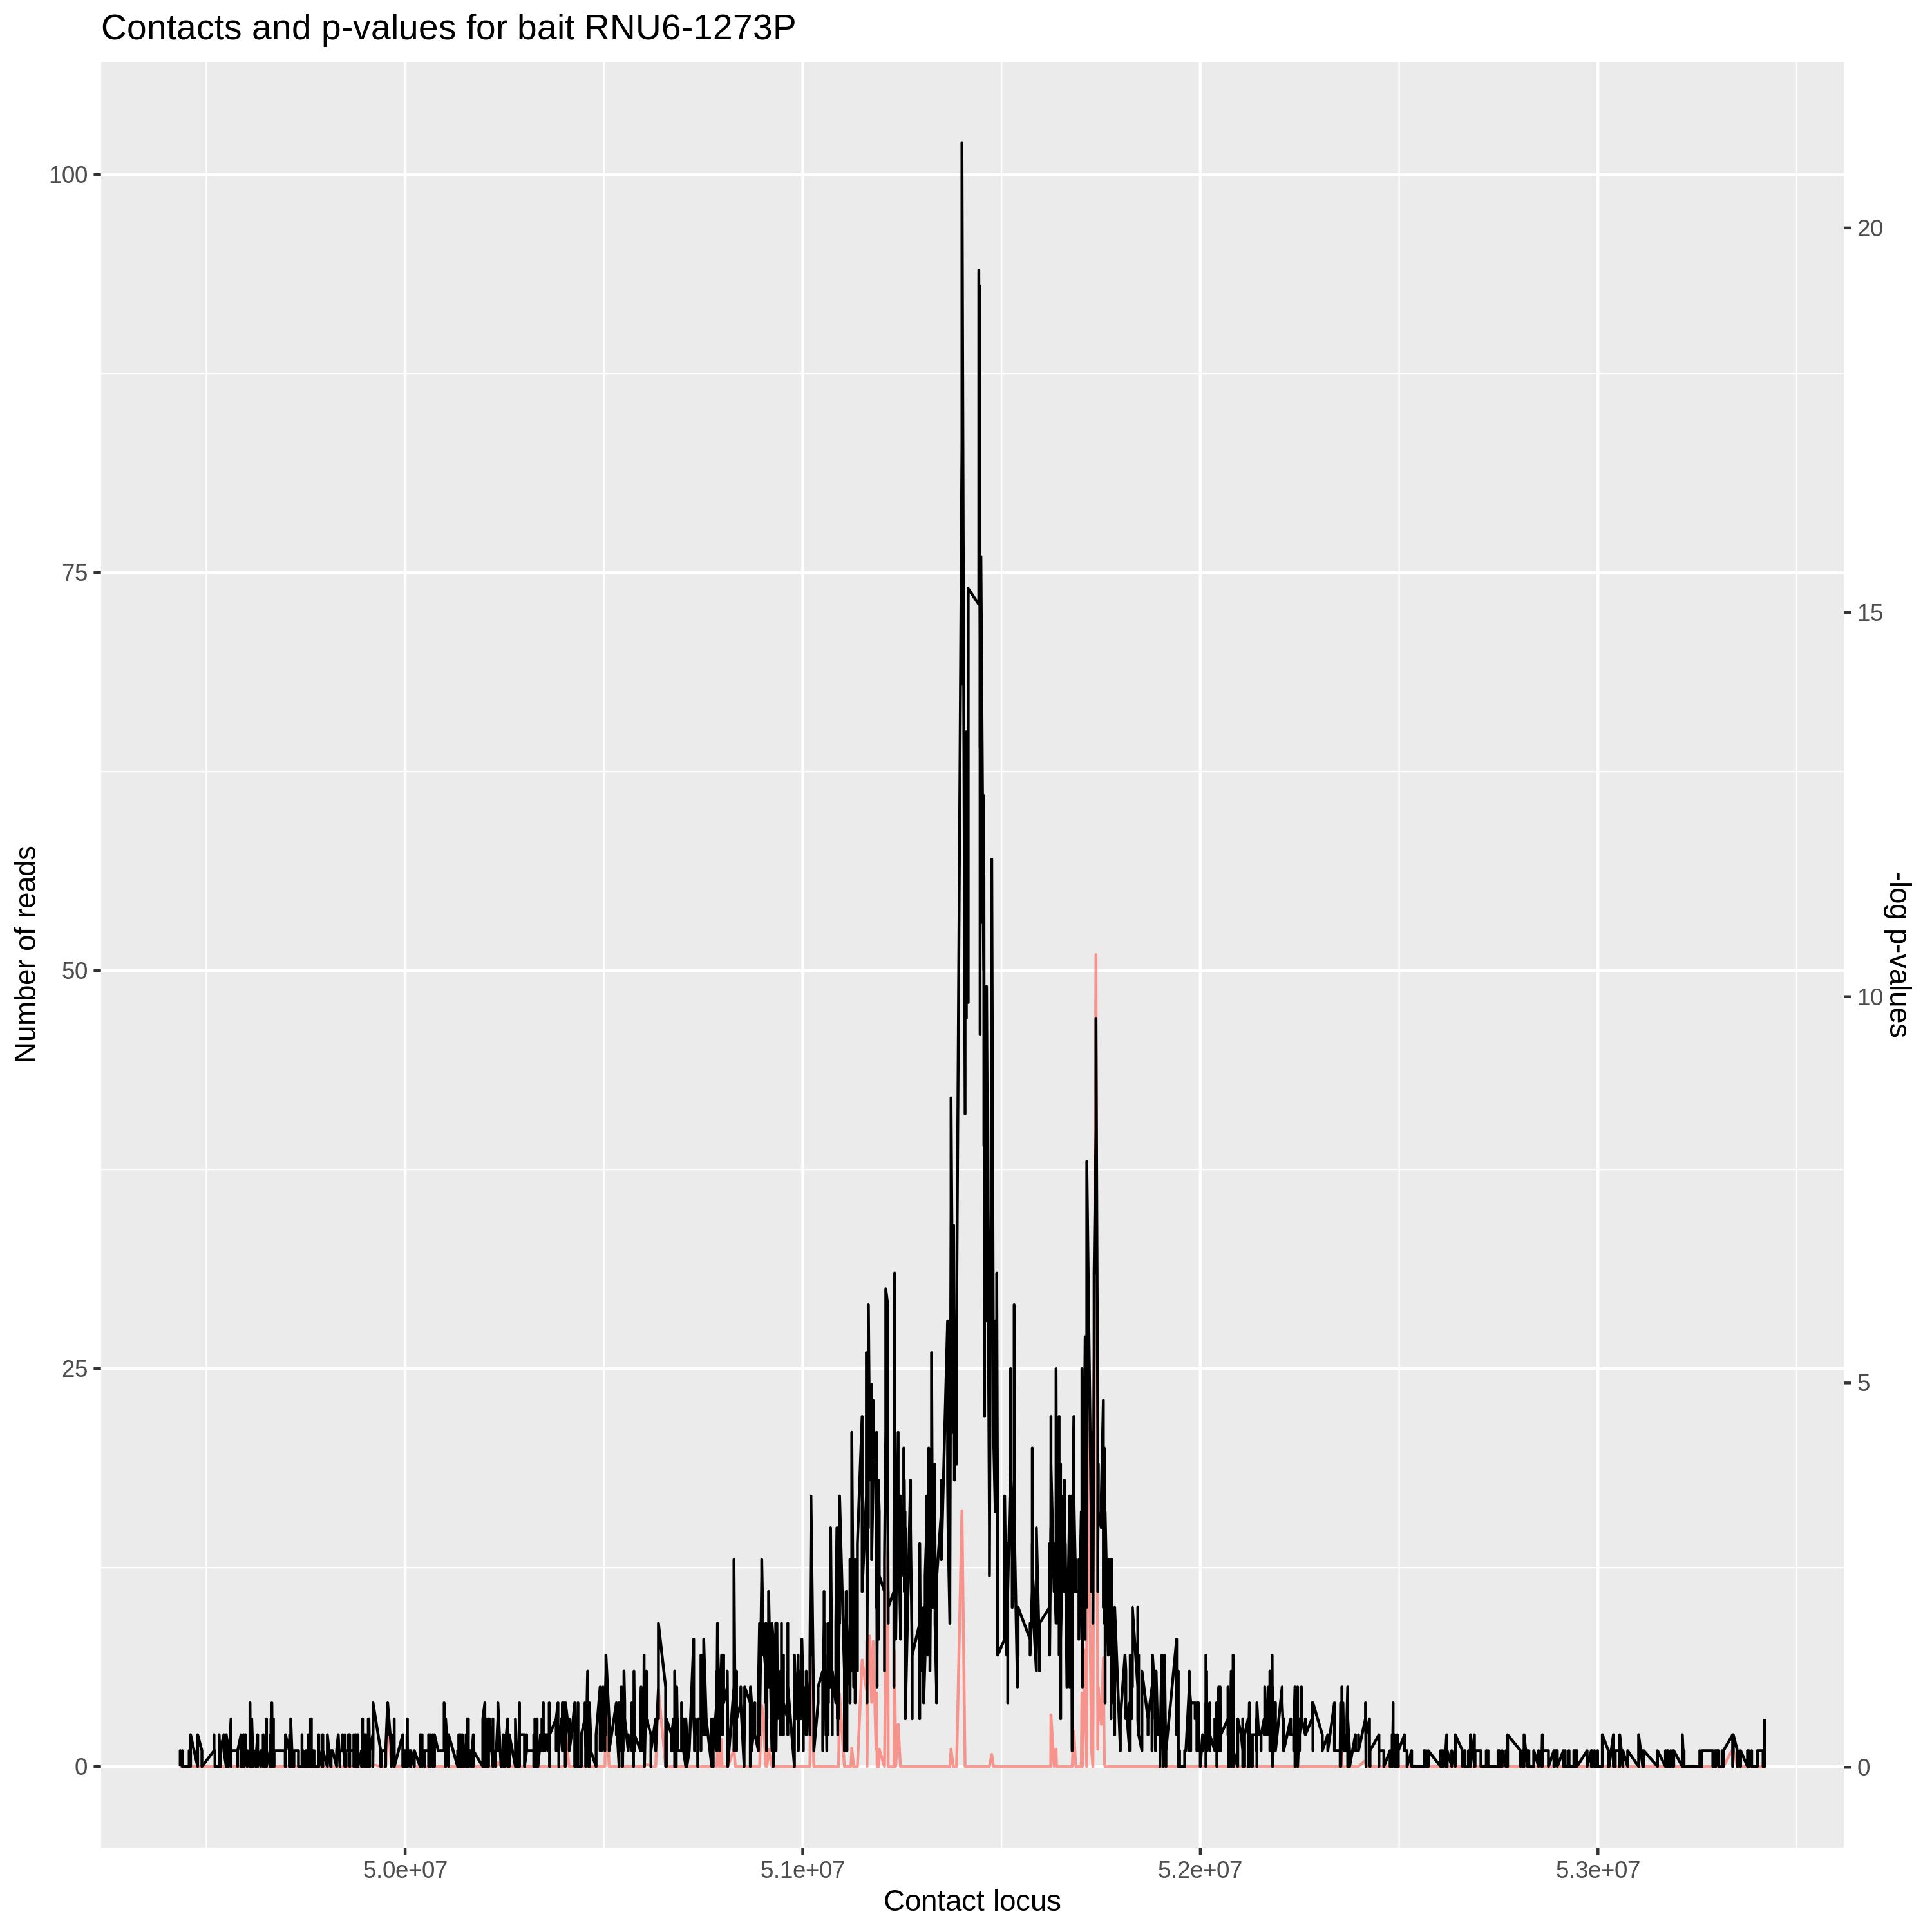 Contacts and p-values for bait RNU6-1273P
100
75
50
25
0
Number of reads
20
15
10
5
0
-log p-values
5.0e+07
5.1e+07
5.2e+07
5.3e+07
Contact locus